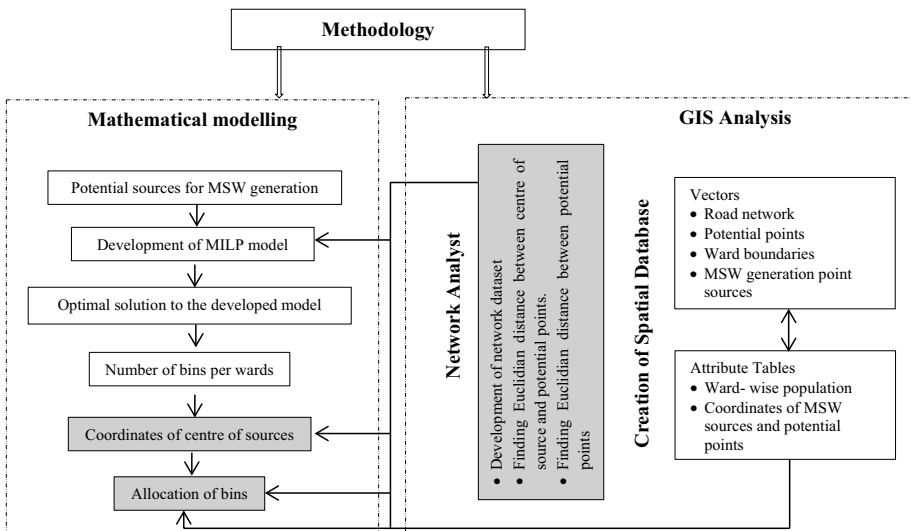 Methodology
Mathematical modelling
Potential sources for MSW generation
Development of MILP model
Optimal solution to the developed model
Number of bins per wards
Coordinates of centre of sources
Allocation of bins
GIS Analysis
Network Analyst
• Development of network dataset
• Finding Euclidian distance between centre of
source and potential points.
• Finding Euclidian distance between potential
points
Creation of Spatial Database
Vectors
• Road network
• Potential points
• Ward boundaries
• MSW generation point
sources
Attribute Tables
• Ward- wise population
• Coordinates of MSW
sources and potential
points